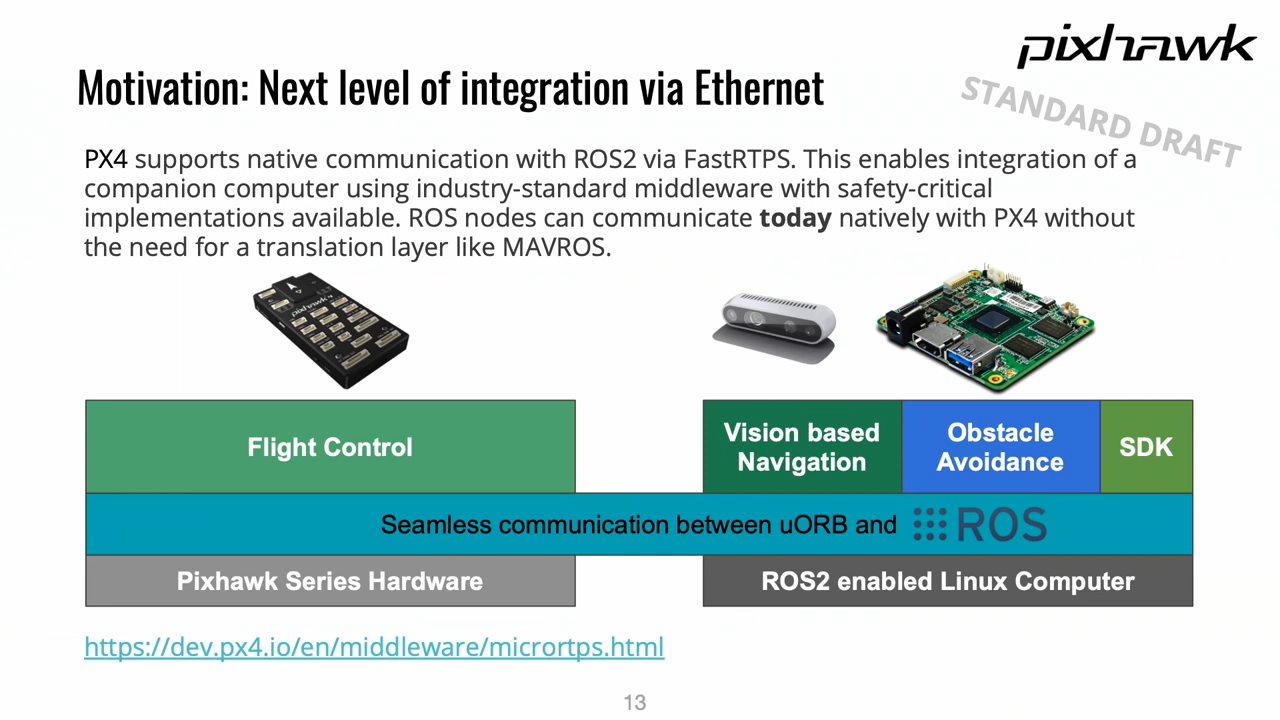 pixhawk
STANDARD DRAFT
Motivation: Next level of integration via Ethernet
PX4 supports native communication with ROS2 via FastRTPS. This enables integration of a
companion computer using industry-standard middleware with safety-critical
implementations available. ROS nodes can communicate today natively with PX4 without
the need for a translation layer like MAVROS.
pixhawk 4
Flight Control
Vision based
Navigation
Obstacle
Avoidance
SDK
Seamless communication between uORB and ROS
Pixhawk Series Hardware
ROS2 enabled Linux Computer
https://dev.px4.io/en/middleware/micrortps.html
13